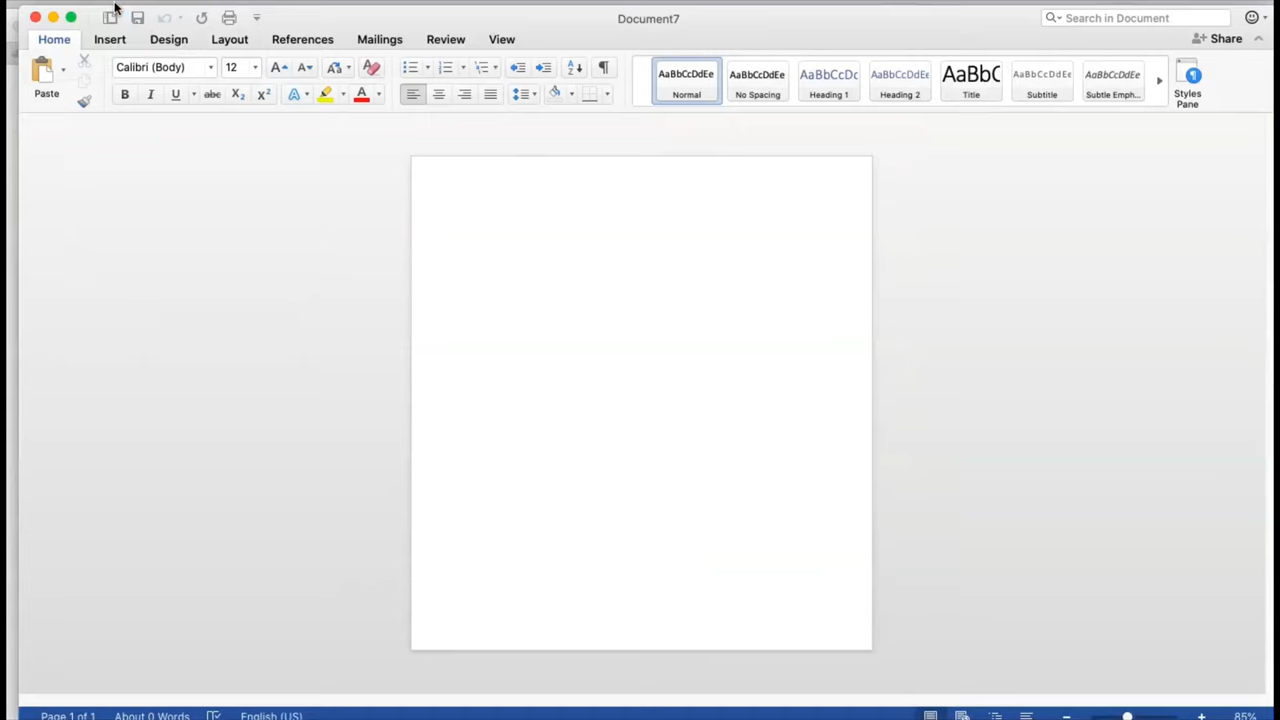 Document7
Search in Document
Home Insert Design Layout References Mailings Review View
Share
Paste
Calibri (Body) 12
B I U abc X2 X2 A A
AaBbCcDdEe AaBbCcDdEe AaBbCcDc AaBbCcDdEe AaBbC AaBbCcDdEe AaBbCcDdEe
Normal No Spacing Heading 1 Heading 2 Title Subtitle Subtle Emph...
Styles
Pane
Page 1 of 1 About 0 Words English (US) 85%